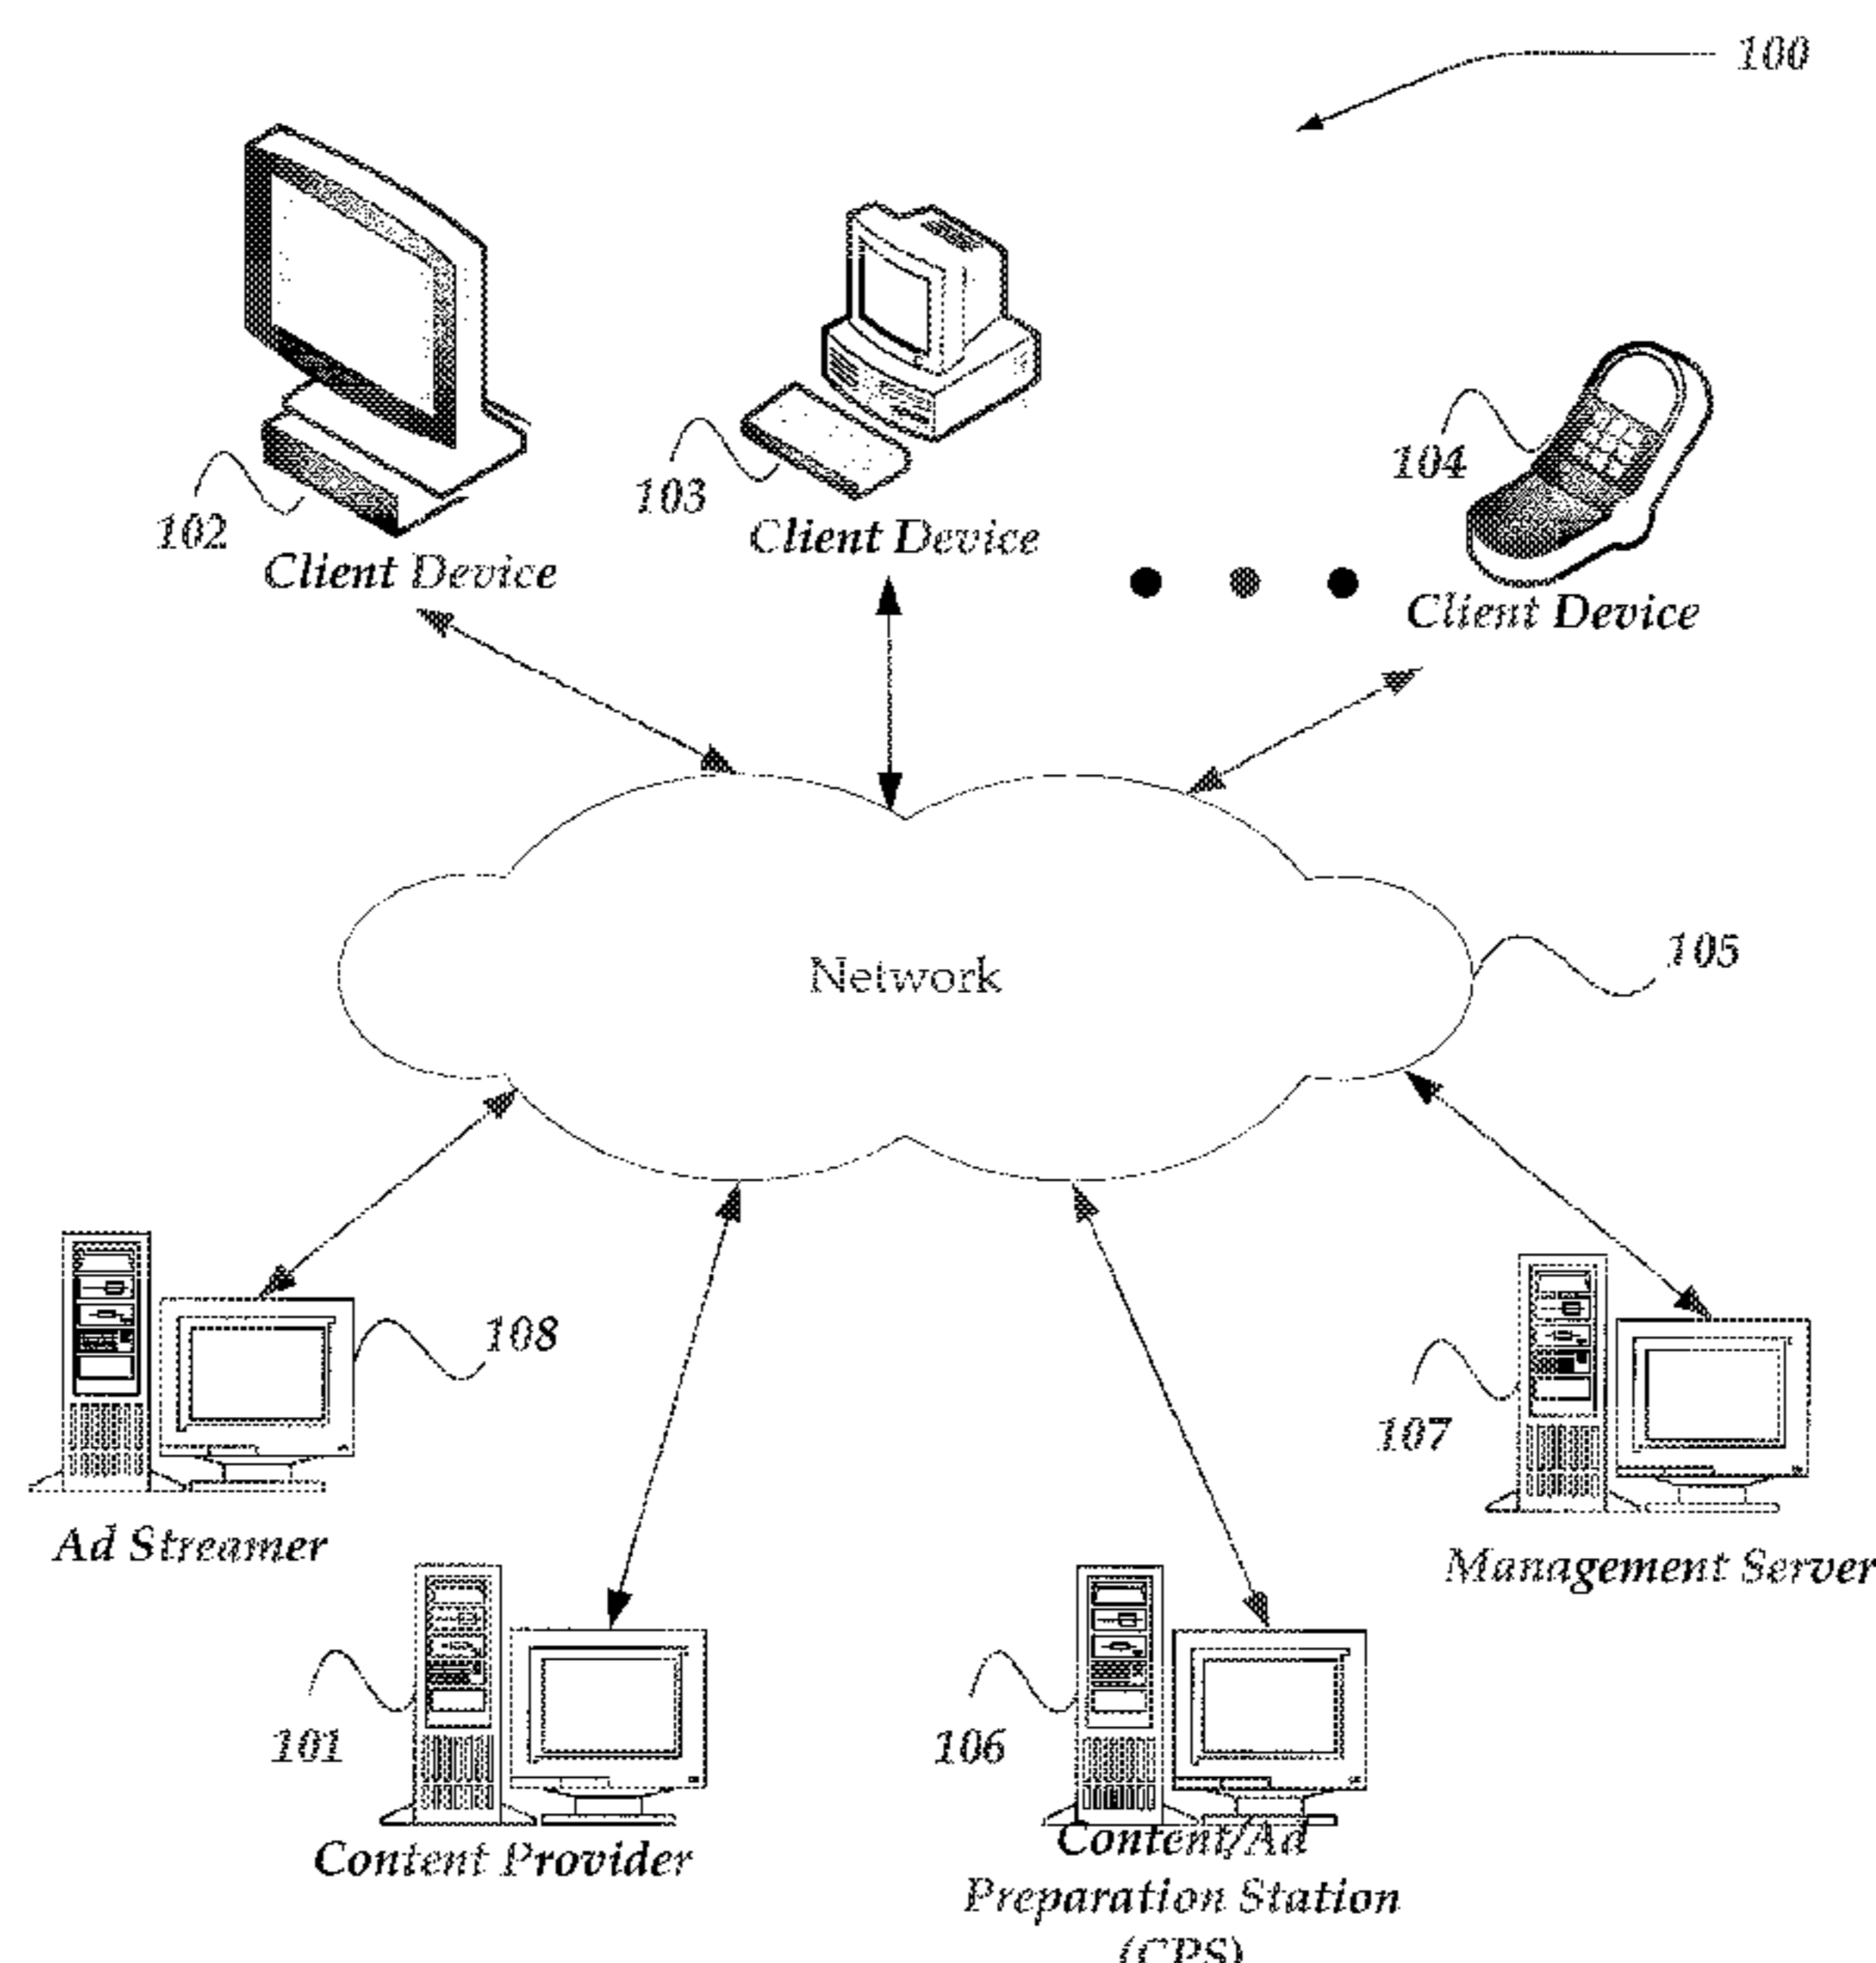 100
102
Client Device
103
Client Device
104
Client Device
Network
105
108
Ad Streamer
107
Management Server
101
Content Provider
106
Content/Ad
Preparation Station
(CPS)